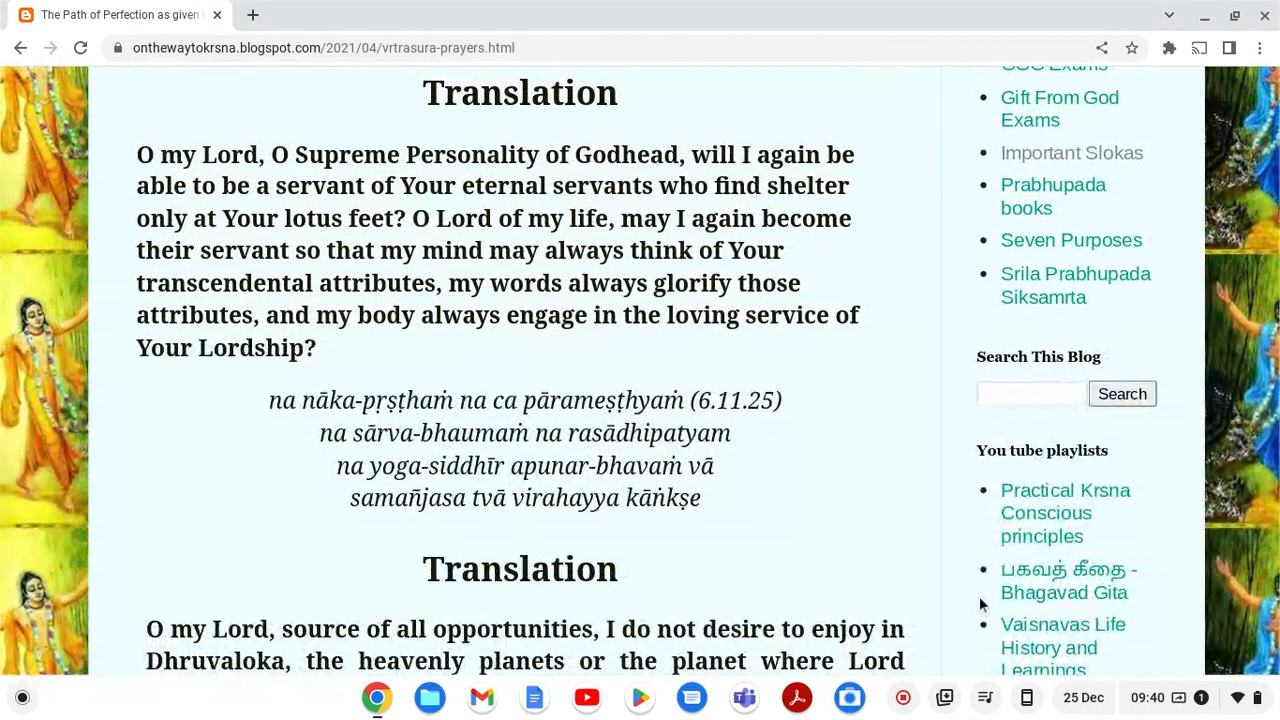 The Path of Perfection as given
onthewaytokrsna.blogspot.com/2021/04/vrtrasura-prayers.html
Translation
O my Lord, O Supreme Personality of Godhead, will I again be
able to be a servant of Your eternal servants who find shelter
only at Your lotus feet? O Lord of my life, may I again become
their servant so that my mind may always think of Your
transcendental attributes, my words always glorify those
attributes, and my body always engage in the loving service of
Your Lordship?
na nāka-pṛṣṭhaṁ na ca pārameṣṭhyaṁ (6.11.25)
na sārva-bhaumaṁ na rasādhipatyam
na yoga-siddhīr apunar-bhavaṁ vā
samañjasa tvā virahayya kāṅkṣe
Translation
O my Lord, source of all opportunities, I do not desire to enjoy in
Dhruvaloka, the heavenly planets or the planet where Lord
Exams
Gift From God
Exams
Important Slokas
Prabhupada
books
Seven Purposes
Srila Prabhupada
Siksamrta
Search This Blog
Search
You tube playlists
Practical Krsna
Conscious
principles
பகவத் கீதை -
Bhagavad Gita
Vaisnavas Life
History and
Learnings
25 Dec
09:40
1